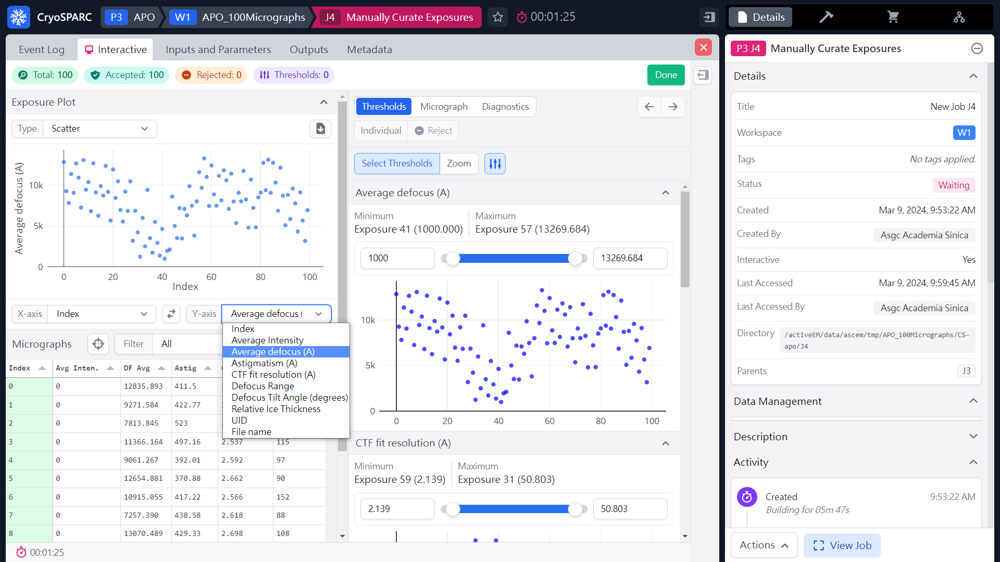 CryoSPARC P3 APO W1 APO_100Micrographs J4 Manually Curate Exposures 00:01:25 Details
Event Log Interactive Inputs and Parameters Outputs Metadata
Total: 100 Accepted: 100 Rejected: 0 Thresholds: 0 Done
Exposure Plot
Type Scatter
Average defocus (A)
10k
5k
0
0 20 40 60 80 100
Index
X-axis Index Y-axis Average defocus (
Index
Average Intensity
Average defocus (A)
Astigmatism (A)
CTF fit resolution (A)
Defocus Range
Defocus Tilt Angle (degrees)
Relative Ice Thickness
UID
File name
Micrographs Filter All
Index Avg Inten. DF Avg Astig
0 0 12835.893 411.5
1 0 9271.584 422.77
2 0 7813.845 523
3 0 11366.164 497.16 2.537 115
4 0 9061.267 392.01 2.592 97
5 0 12654.881 370.88 2.662 90
6 0 10915.055 417.22 2.566 152
7 0 7257.390 438.58 2.618 88
8 0 13070.489 429.33 2.698 108
00:01:25
Thresholds Micrograph Diagnostics
Individual Reject
Select Thresholds Zoom
Average defocus (A)
Minimum Maximum
Exposure 41 (1000.000) Exposure 57 (13269.684)
1000 13269.684
10k
5k
0
0 20 40 60 80 100
CTF fit resolution (A)
Minimum Maximum
Exposure 59 (2.139) Exposure 31 (50.803)
2.139 50.803
P3 J4 Manually Curate Exposures
Details
Title New Job J4
Workspace W1
Tags No tags applied.
Status Waiting
Created Mar 9, 2024, 9:53:22 AM
Created By Asgc Academia Sinica
Interactive Yes
Last Accessed Mar 9, 2024, 9:59:45 AM
Last Accessed By Asgc Academia Sinica
Directory /activeEM/data/ascem/tmp/APO_100Micrographs/CS-
apo/J4
Parents J3
Data Management
Description
Activity
Created 9:53:22 AM
Building for 05m 47s
Actions View Job